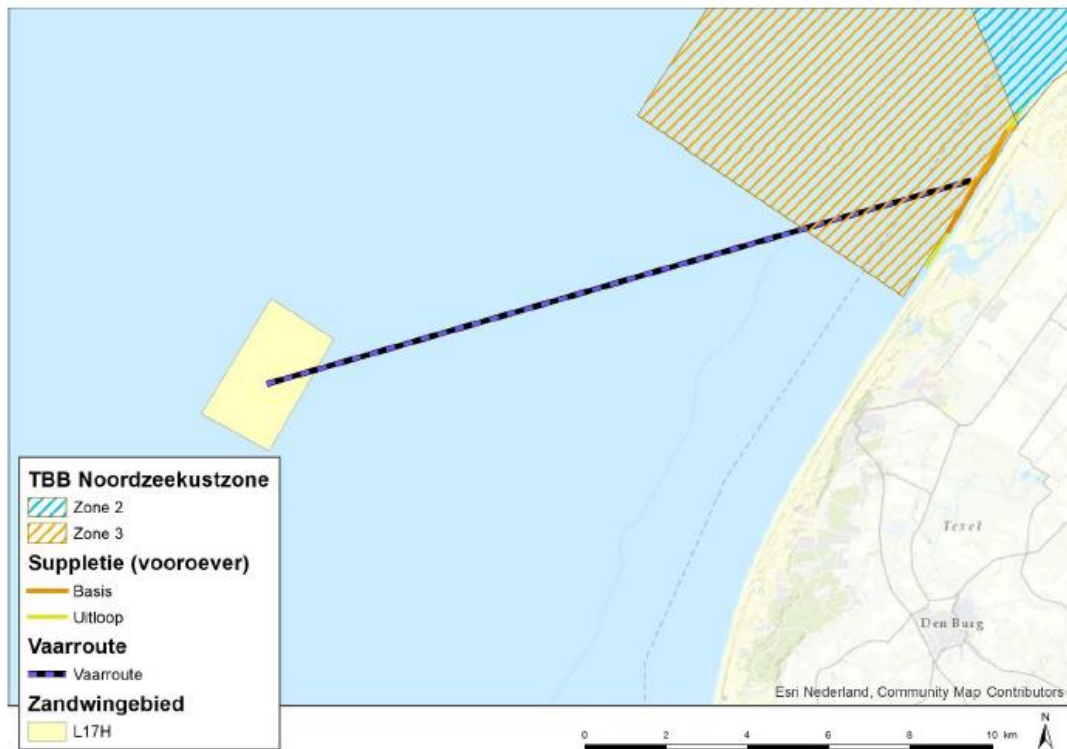 Texel
Den Burg
Esri Nederland, Community Map Contributors
TBB Noordzeekustzone
Zone 2
Zone 3
Suppletie (vooroever)
Basis
Uitloop
Vaarroute
Vaarroute
Zandwingebied
L17H
0 2 4 6 8 10 km
N